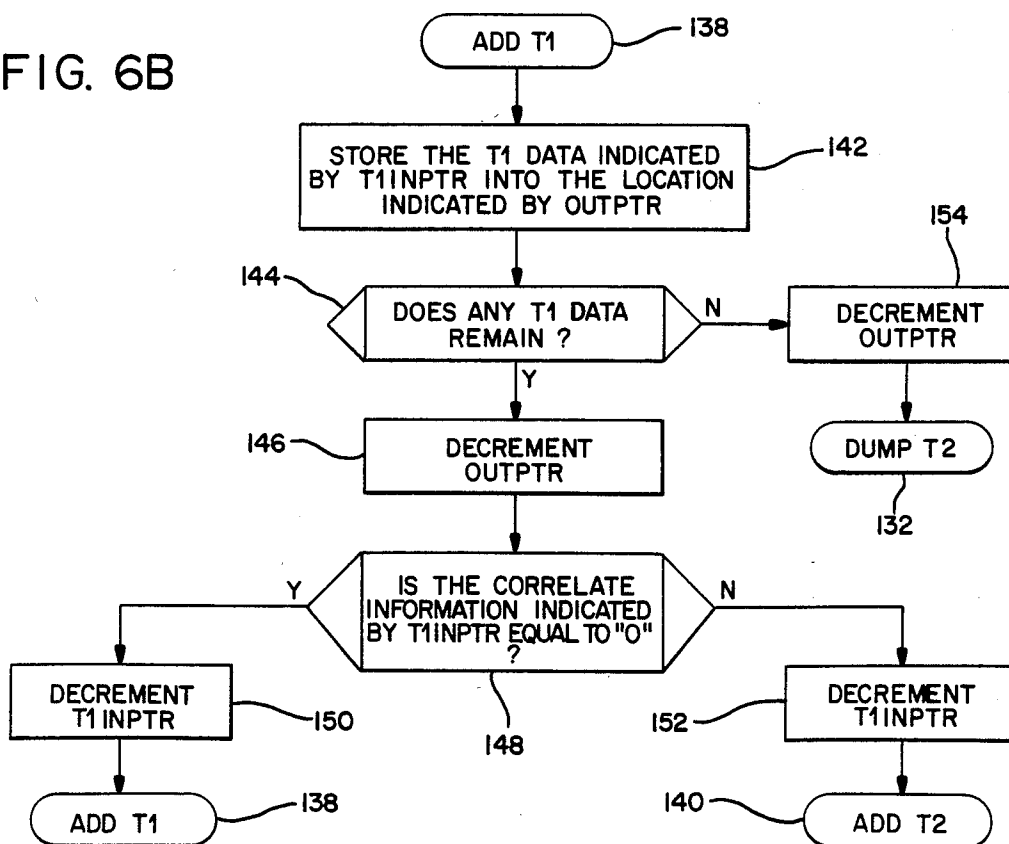 FIG. 6B
ADD T1
138
STORE THE T1 DATA INDICATED
BY T1INPTR INTO THE LOCATION
INDICATED BY OUTPTR
142
144
DOES ANY T1 DATA
REMAIN ?
N
154
DECREMENT
OUTPTR
Y
DUMP T2
132
146
DECREMENT
OUTPTR
Y
IS THE CORRELATE
INFORMATION INDICATED
BY T1INPTR EQUAL TO "0"
?
N
148
DECREMENT
T1INPTR
150
152
DECREMENT
T1INPTR
ADD T1
138
140
ADD T2